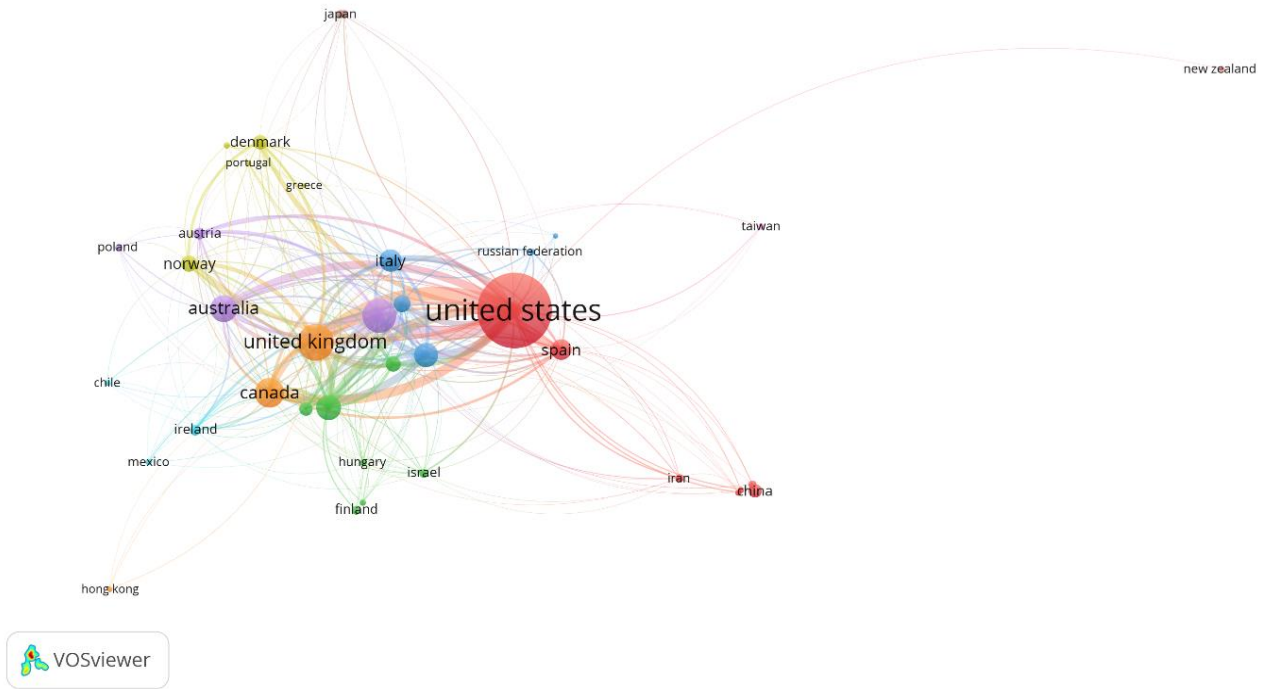 japan
new zealand
denmark
portugal
greece
taiwan
austria
poland
russian federation
norway
italy
australia
united states
united kingdom
spain
chile
canada
ireland
mexico
hungary
israel
iran
china
finland
hong kong
VOSviewer